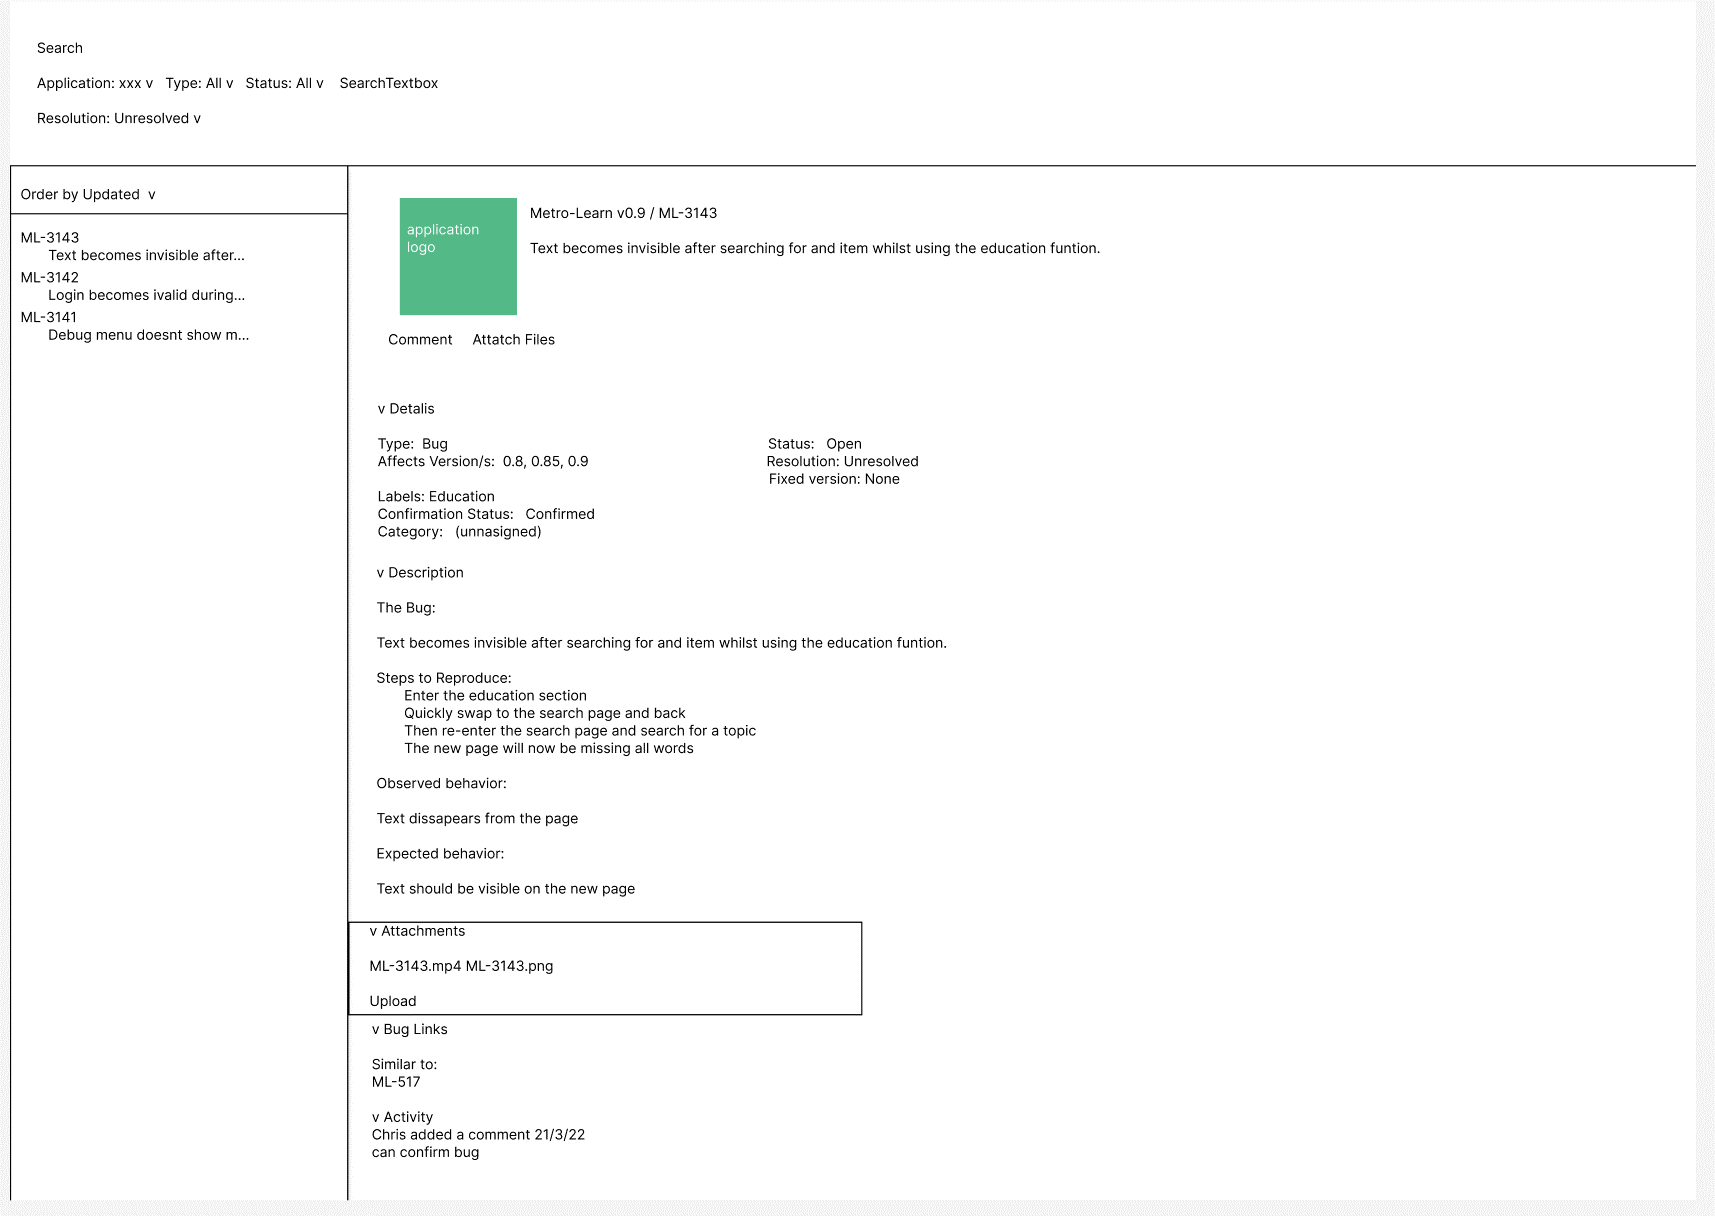 Search
Application: xxx v Type: All v Status: All v SearchTextbox
Resolution: Unresolved v
Order by Updated v
ML-3143
Text becomes invisible after...
ML-3142
Login becomes ivalid during...
ML-3141
Debug menu doesnt show m...
application
logo
Metro-Learn v0.9 / ML-3143
Text becomes invisible after searching for and item whilst using the education funtion.
Comment Attatch Files
v Detalis
Type: Bug
Affects Version/s: 0.8, 0.85, 0.9
Labels: Education
Confirmation Status: Confirmed
Category: (unnasigned)
Status: Open
Resolution: Unresolved
Fixed version: None
v Description
The Bug:
Text becomes invisible after searching for and item whilst using the education funtion.
Steps to Reproduce:
Enter the education section
Quickly swap to the search page and back
Then re-enter the search page and search for a topic
The new page will now be missing all words
Observed behavior:
Text dissapears from the page
Expected behavior:
Text should be visible on the new page
v Attachments
ML-3143.mp4 ML-3143.png
Upload
v Bug Links
Similar to:
ML-517
v Activity
Chris added a comment 21/3/22
can confirm bug